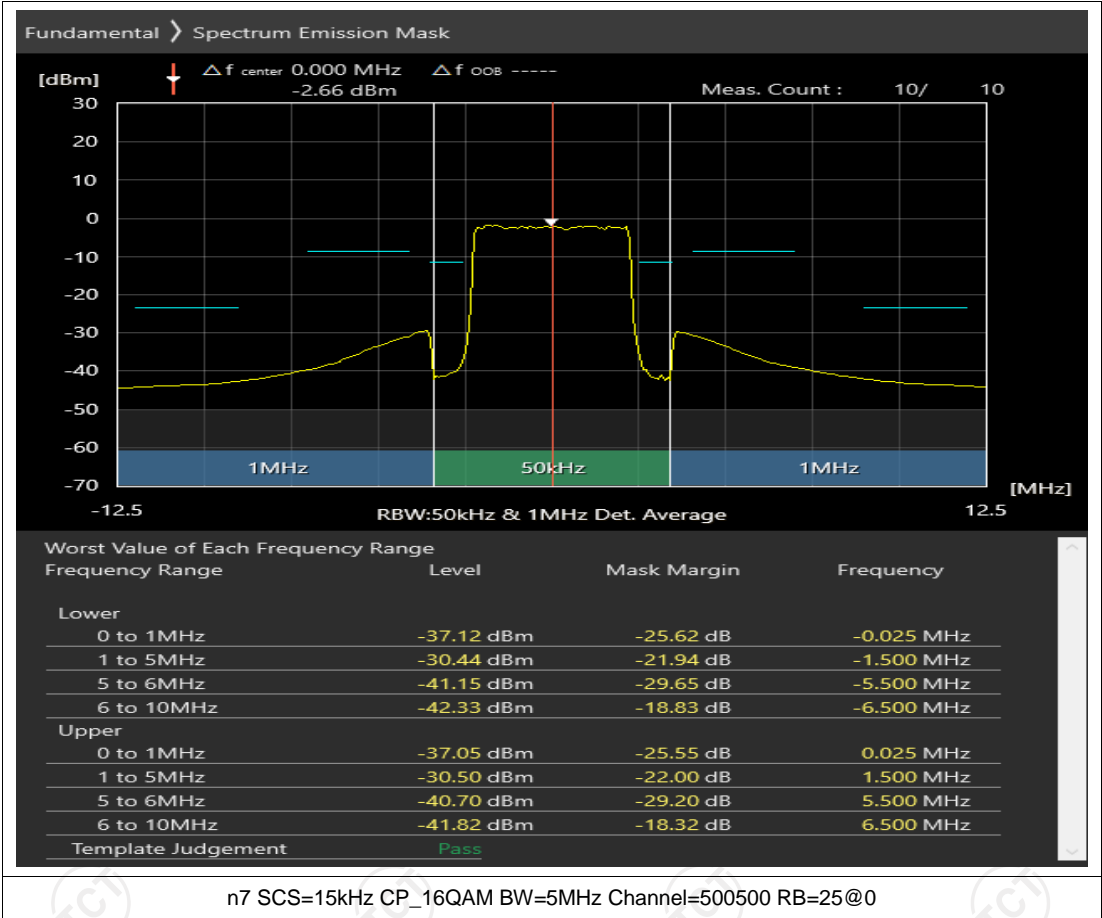 Fundamental ❯ Spectrum Emission Mask
[dBm] △f center 0.000 MHz △f OOB -----
-2.66 dBm Meas. Count : 10/ 10
30
20
10
0
-10
-20
-30
-40
-50
-60
1MHz 50kHz 1MHz
-70
[MHz]
-12.5 RBW:50kHz & 1MHz Det. Average 12.5
Worst Value of Each Frequency Range
Frequency Range Level Mask Margin Frequency
Lower
0 to 1MHz -37.12 dBm -25.62 dB -0.025 MHz
1 to 5MHz -30.44 dBm -21.94 dB -1.500 MHz
5 to 6MHz -41.15 dBm -29.65 dB -5.500 MHz
6 to 10MHz -42.33 dBm -18.83 dB -6.500 MHz
Upper
0 to 1MHz -37.05 dBm -25.55 dB 0.025 MHz
1 to 5MHz -30.50 dBm -22.00 dB 1.500 MHz
5 to 6MHz -40.70 dBm -29.20 dB 5.500 MHz
6 to 10MHz -41.82 dBm -18.32 dB 6.500 MHz
Template Judgement Pass
n7 SCS=15kHz CP_16QAM BW=5MHz Channel=500500 RB=25@0
TCT TCT TCT TCT